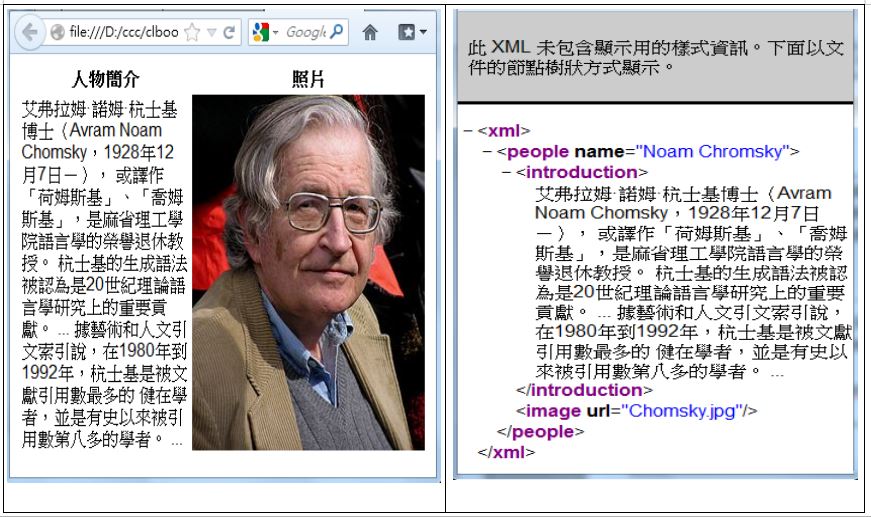 file:///D:/ccc/clboo
Google
人物簡介
照片
艾弗拉姆·諾姆·杭士基
博士（Avram Noam
Chomsky，1928年12
月7日－）， 或譯作
「荷姆斯基」、「喬姆
斯基」，是麻省理工學
院語言學的榮譽退休教
授。 杭士基的生成語法
被認為是20世紀理論語
言學研究上的重要貢
獻。 ... 據藝術和人文引
文索引說，在1980年到
1992年，杭士基是被文
獻引用數最多的 健在學
者，並是有史以來被引
用數第八多的學者。 ...
此 XML 未包含顯示用的樣式資訊。下面以文
件的節點樹狀方式顯示。
− <xml>
− <people name="Noam Chromsky">
− <introduction>
艾弗拉姆·諾姆·杭士基博士（Avram
Noam Chomsky，1928年12月7日
－）， 或譯作「荷姆斯基」、「喬姆
斯基」，是麻省理工學院語言學的榮
譽退休教授。 杭士基的生成語法被認
為是20世紀理論語言學研究上的重要
貢獻。 ... 據藝術和人文引文索引說，
在1980年到1992年，杭士基是被文獻
引用數最多的 健在學者，並是有史以
來被引用數第八多的學者。 ...
</introduction>
<image url="Chomsky.jpg"/>
</people>
</xml>